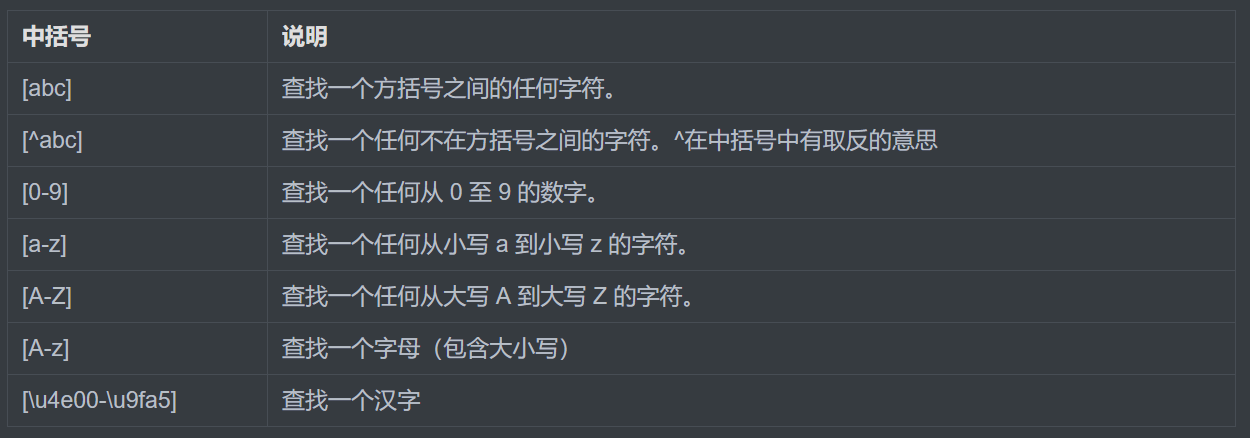 中括号 说明
[abc] 查找一个方括号之间的任何字符。
[^abc] 查找一个任何不在方括号之间的字符。^在中括号中有取反的意思
[0-9] 查找一个任何从 0 至 9 的数字。
[a-z] 查找一个任何从小写 a 到小写 z 的字符。
[A-Z] 查找一个任何从大写 A 到大写 Z 的字符。
[A-z] 查找一个字母（包含大小写）
[\u4e00-\u9fa5] 查找一个汉字